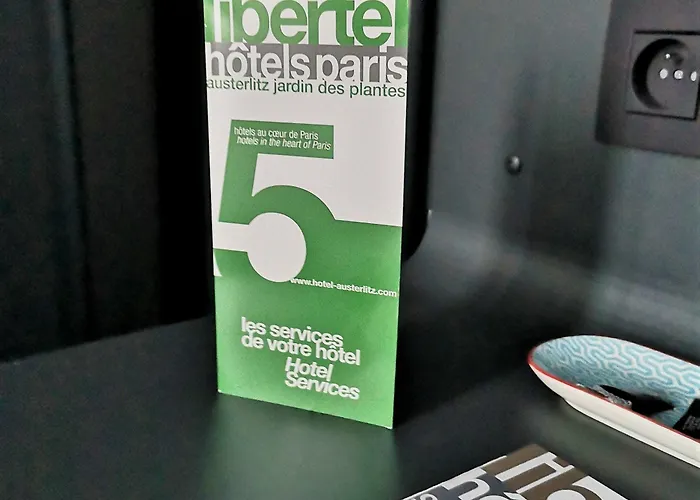 libertel
hôtels paris
austerlitz jardin des plantes
hôtels au cœur de Paris
hotels in the heart of Paris
5
www.hotel-austerlitz.com
les services
de votre hôtel
Hotel
Services